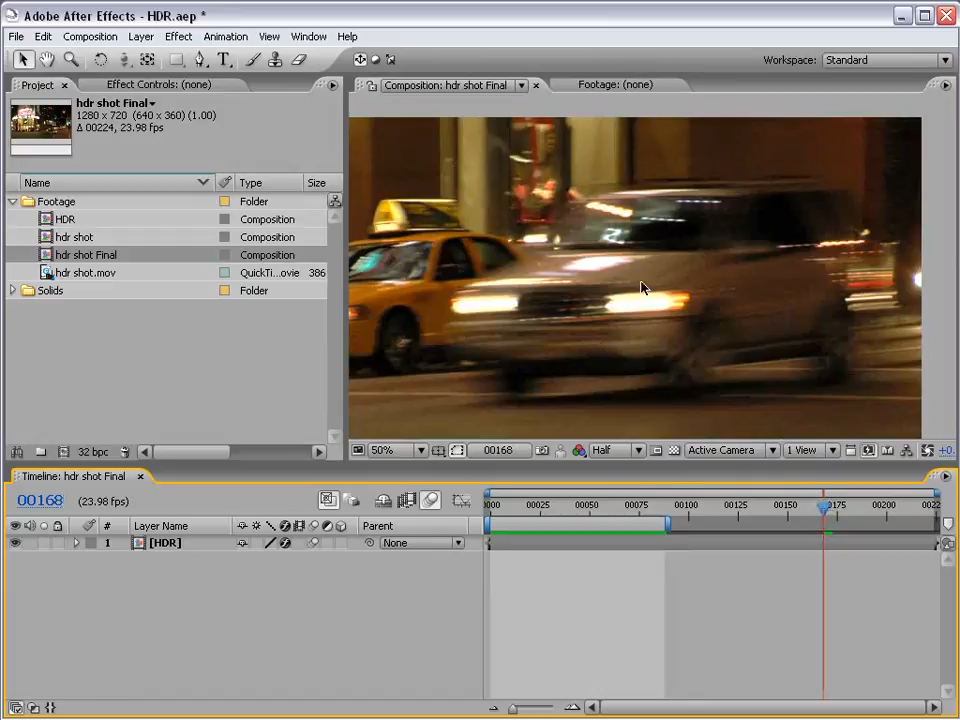 Adobe After Effects - HDR.aep *
File Edit Composition Layer Effect Animation View Window Help
Workspace: Standard
Project × Effect Controls: (none)
Composition: hdr shot Final × Footage: (none)
hdr shot Final
1280 x 720 (640 x 360) (1.00)
Δ 00224, 23.98 fps
Name Type Size
Footage Folder
HDR Composition
hdr shot Composition
hdr shot Final Composition
hdr shot.mov QuickTi...ovie 386
Solids Folder
32 bpc
50% 00168 Half Active Camera 1 View +0.
Timeline: hdr shot Final ×
00168 (23.98 fps)
0000 00025 00050 00075 00100 00125 00150 00175 00200 0022
# Layer Name Parent
1 [HDR] None